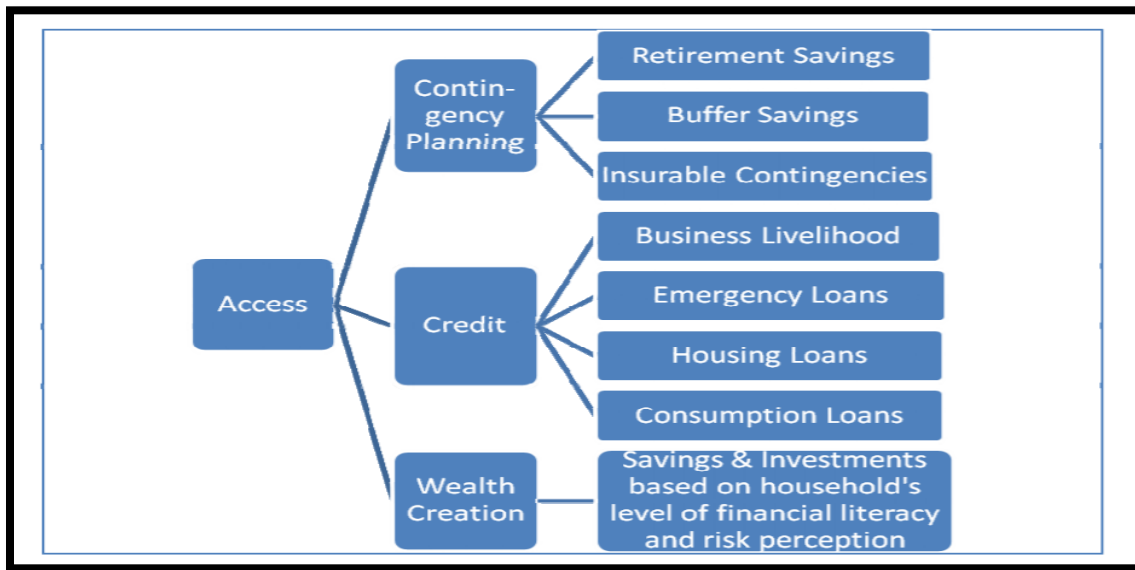 Access
Contin-
gency
Planning
Retirement Savings
Buffer Savings
Insurable Contingencies
Credit
Business Livelihood
Emergency Loans
Housing Loans
Consumption Loans
Wealth
Creation
Savings & Investments
based on household's
level of financial literacy
and risk perception